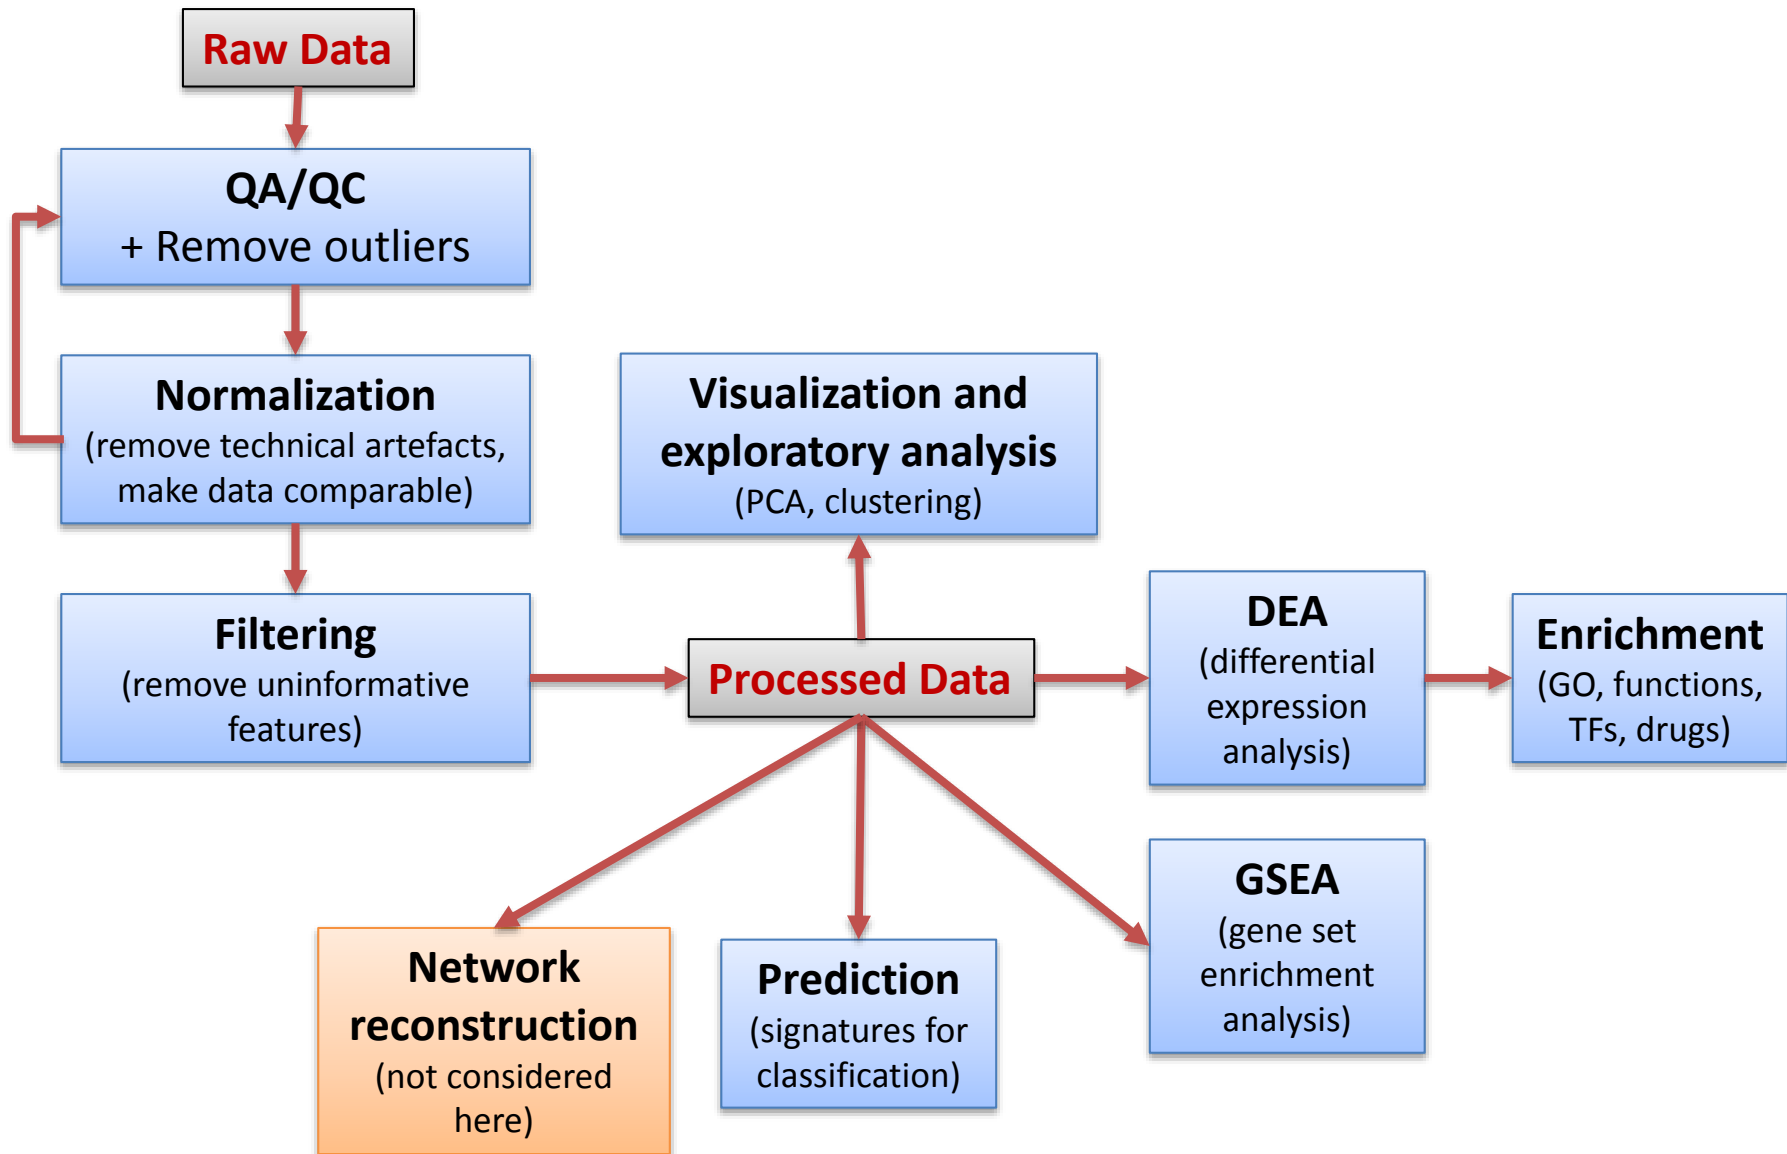 Raw Data
QA/QC
+ Remove outliers
Normalization
(remove technical artefacts,
make data comparable)
Filtering
(remove uninformative
features)
Visualization and
exploratory analysis
(PCA, clustering)
Processed Data
DEA
(differential
expression
analysis)
Enrichment
(GO, functions,
TFs, drugs)
GSEA
(gene set
enrichment
analysis)
Prediction
(signatures for
classification)
Network
reconstruction
(not considered
here)